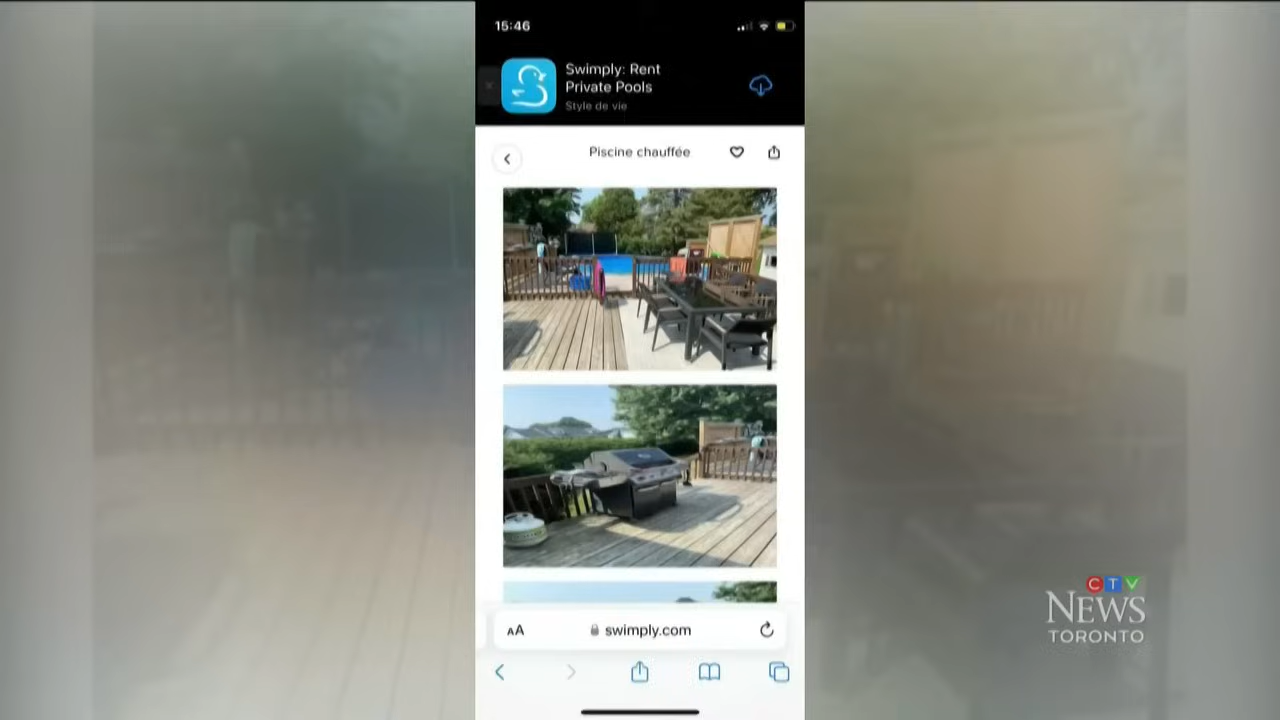 15:46
Swimply: Rent
Private Pools
Style de vie
Piscine chauffée
AA
swimply.com
CTV
NEWS
TORONTO